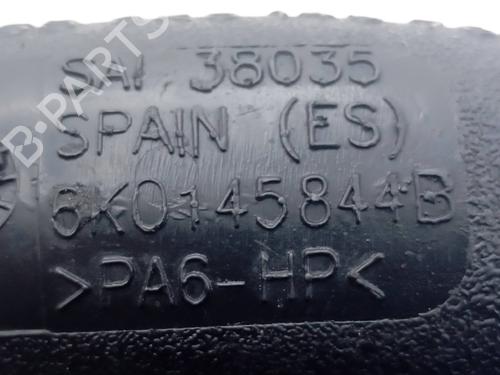 SAI 38035
SPAIN (ES)
6K0145844B
>PA6-HP<
B-PARTS